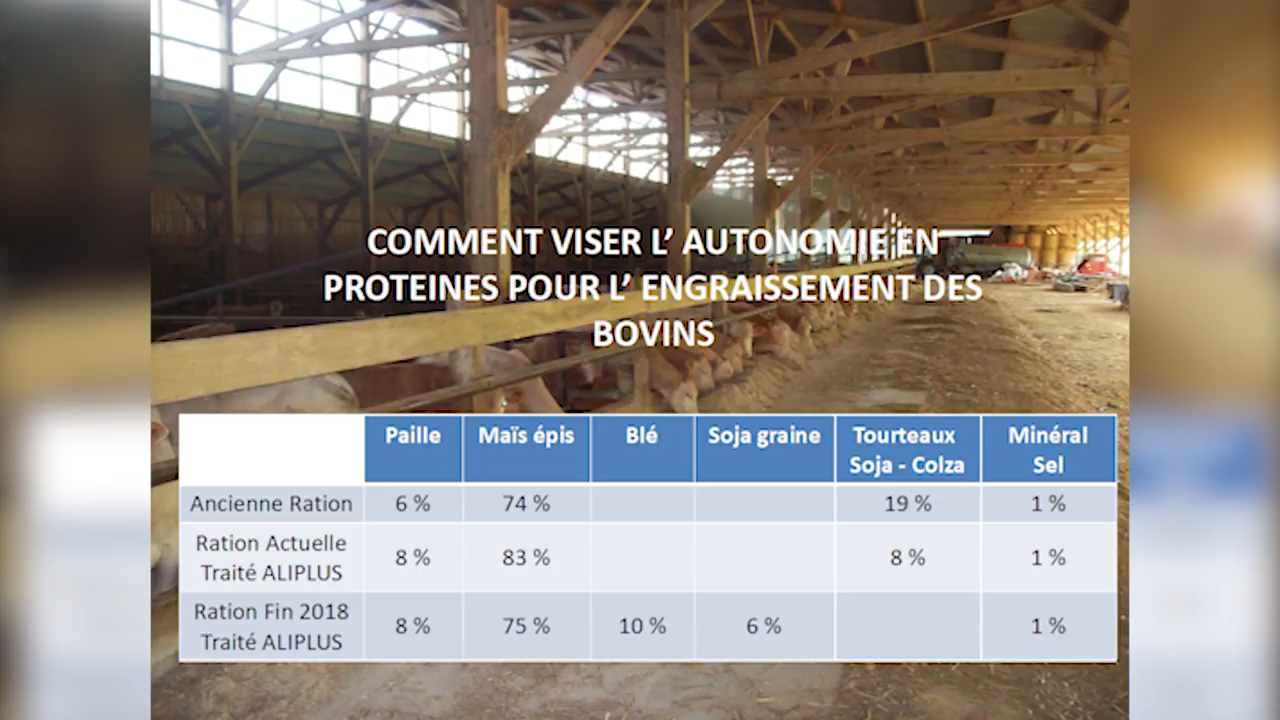 COMMENT VISER L’ AUTONOMIE EN
PROTEINES POUR L’ ENGRAISSEMENT DES
BOVINS
Paille Maïs épis Blé Soja graine Tourteaux Soja - Colza Minéral Sel
Ancienne Ration 6 % 74 % 19 % 1 %
Ration Actuelle Traité ALIPLUS 8 % 83 % 8 % 1 %
Ration Fin 2018 Traité ALIPLUS 8 % 75 % 10 % 6 % 1 %